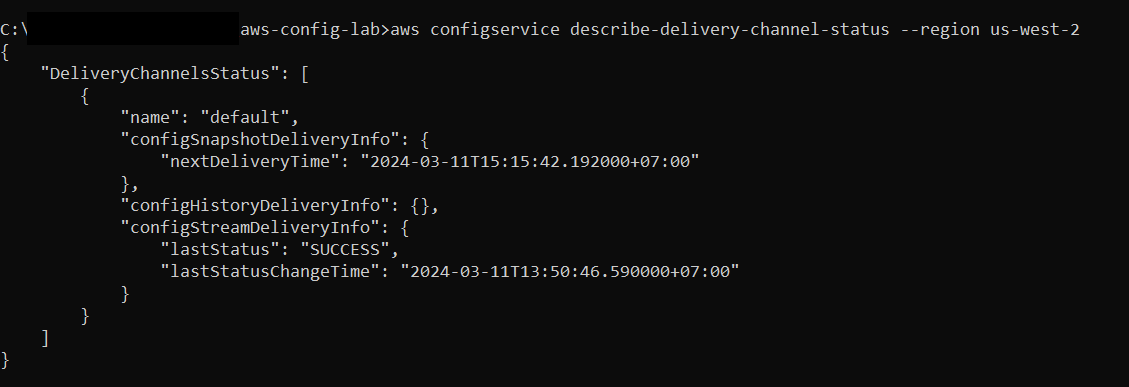 C:\aws-config-lab>aws configservice describe-delivery-channel-status --region us-west-2
{
    "DeliveryChannelsStatus": [
        {
            "name": "default",
            "configSnapshotDeliveryInfo": {
                "nextDeliveryTime": "2024-03-11T15:15:42.192000+07:00"
            },
            "configHistoryDeliveryInfo": {},
            "configStreamDeliveryInfo": {
                "lastStatus": "SUCCESS",
                "lastStatusChangeTime": "2024-03-11T13:50:46.590000+07:00"
            }
        }
    ]
}